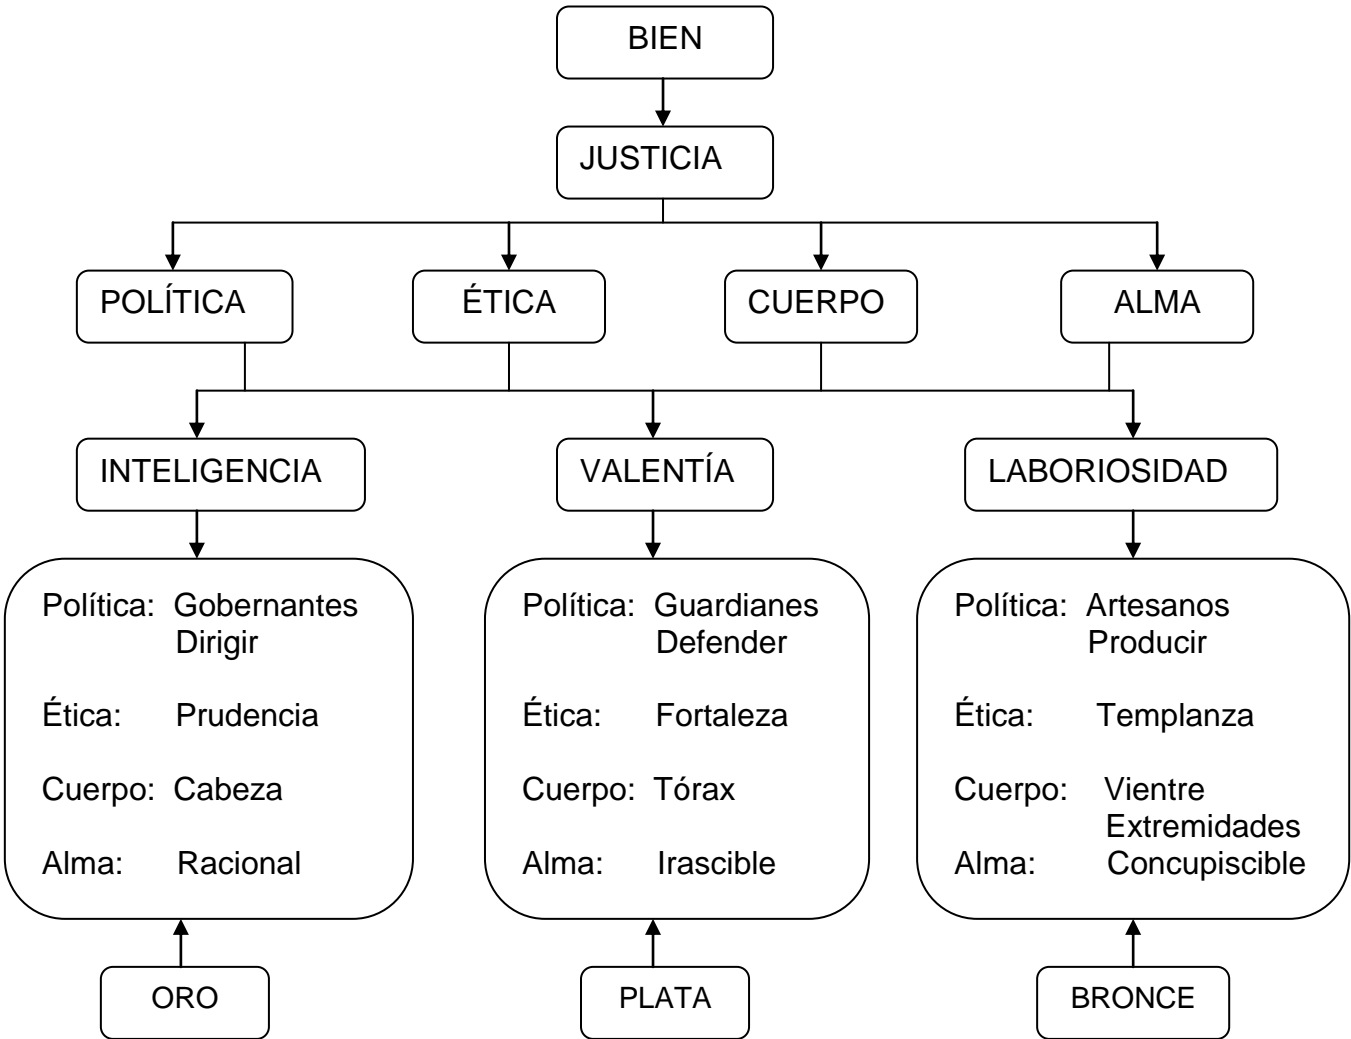 BIEN
JUSTICIA
POLÍTICA
ÉTICA
CUERPO
ALMA
INTELIGENCIA
VALENTÍA
LABORIOSIDAD
Política: Gobernantes
Dirigir
Ética: Prudencia
Cuerpo: Cabeza
Alma: Racional
Política: Guardianes
Defender
Ética: Fortaleza
Cuerpo: Tórax
Alma: Irascible
Política: Artesanos
Producir
Ética: Templanza
Cuerpo: Vientre
Extremidades
Alma: Concupiscible
ORO
PLATA
BRONCE